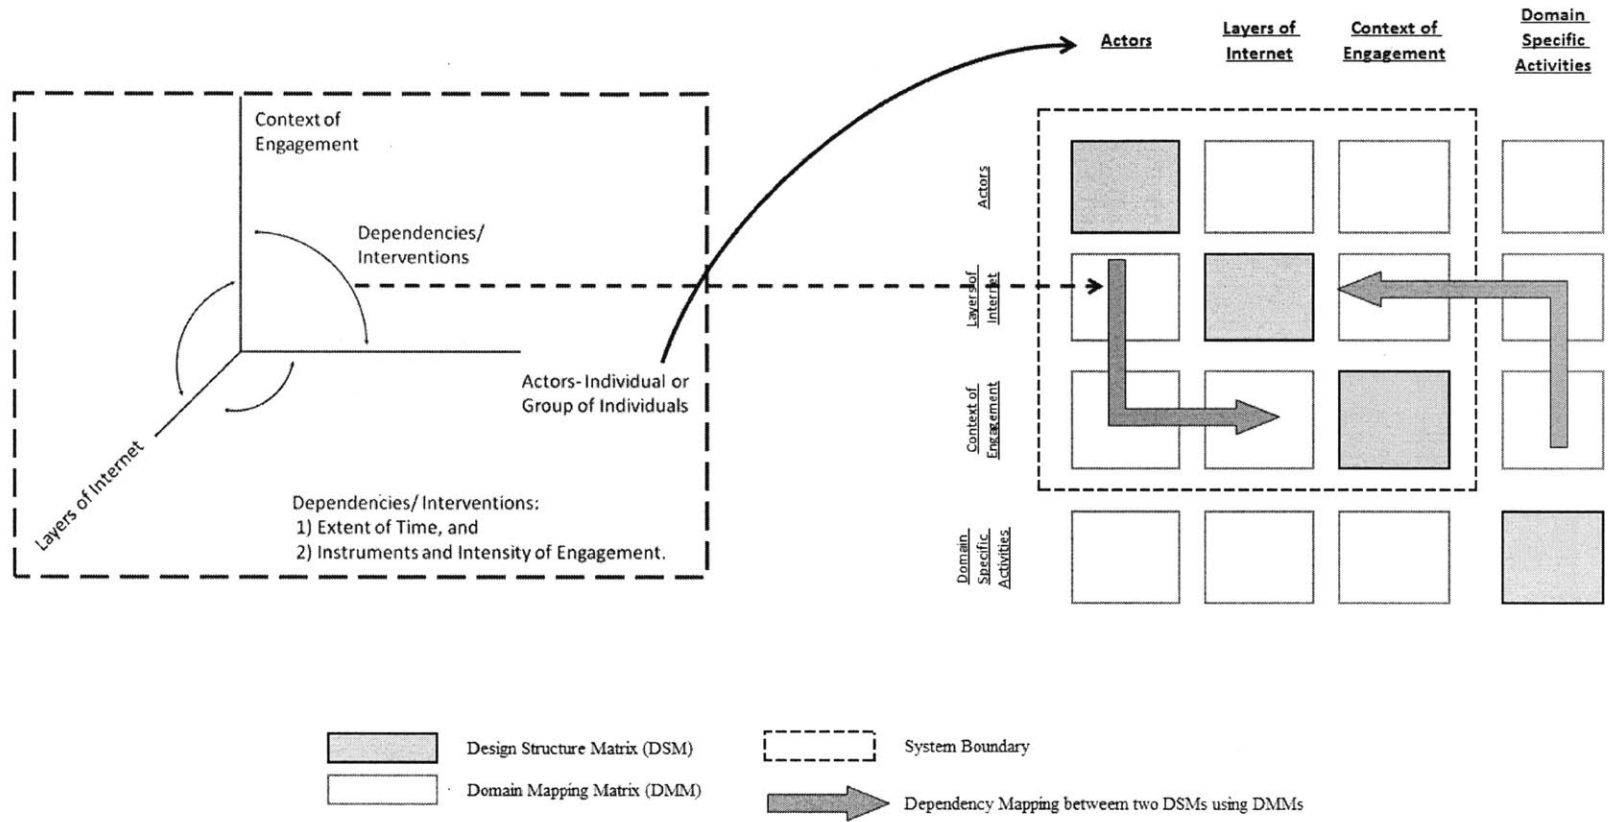 Context of
Engagement
Dependencies/
Interventions
Actors- Individual or
Group of Individuals
Layers of Internet
Dependencies/ Interventions:
1) Extent of Time, and
2) Instruments and Intensity of Engagement.
Actors
Layers of
Internet
Context of
Engagement
Domain
Specific
Activities
Actors
Layers of
Internet
Context of
Engagement
Domain
Specific
Activities
Design Structure Matrix (DSM)
Domain Mapping Matrix (DMM)
System Boundary
Dependency Mapping betweem two DSMs using DMMs